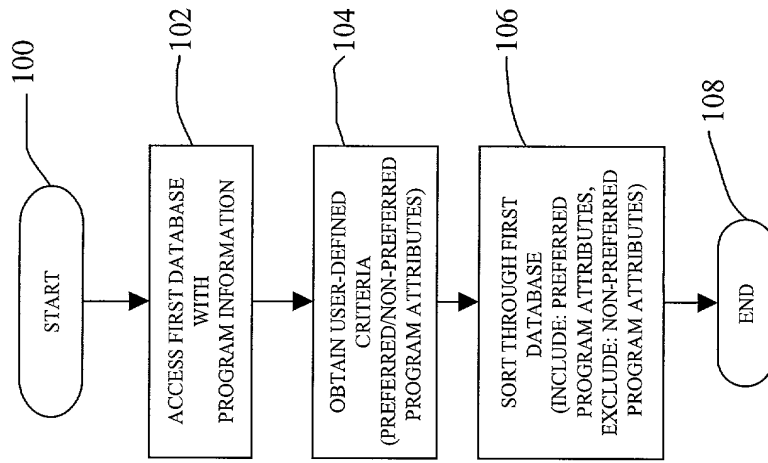 START
100
ACCESS FIRST DATABASE
WITH
PROGRAM INFORMATION
102
OBTAIN USER-DEFINED
CRITERIA
(PREFERRED/NON-PREFERRED
PROGRAM ATTRIBUTES)
104
SORT THROUGH FIRST
DATABASE
(INCLUDE: PREFERRED
PROGRAM ATTRIBUTES,
EXCLUDE: NON-PREFERRED
PROGRAM ATTRIBUTES)
106
END
108